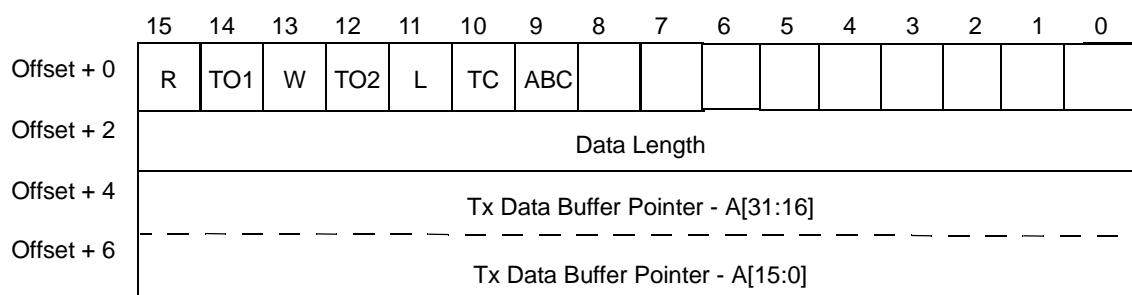 15 14 13 12 11 10 9 8 7 6 5 4 3 2 1 0
Offset + 0 R TO1 W TO2 L TC ABC
Offset + 2 Data Length
Offset + 4 Tx Data Buffer Pointer - A[31:16]
Offset + 6 Tx Data Buffer Pointer - A[15:0]